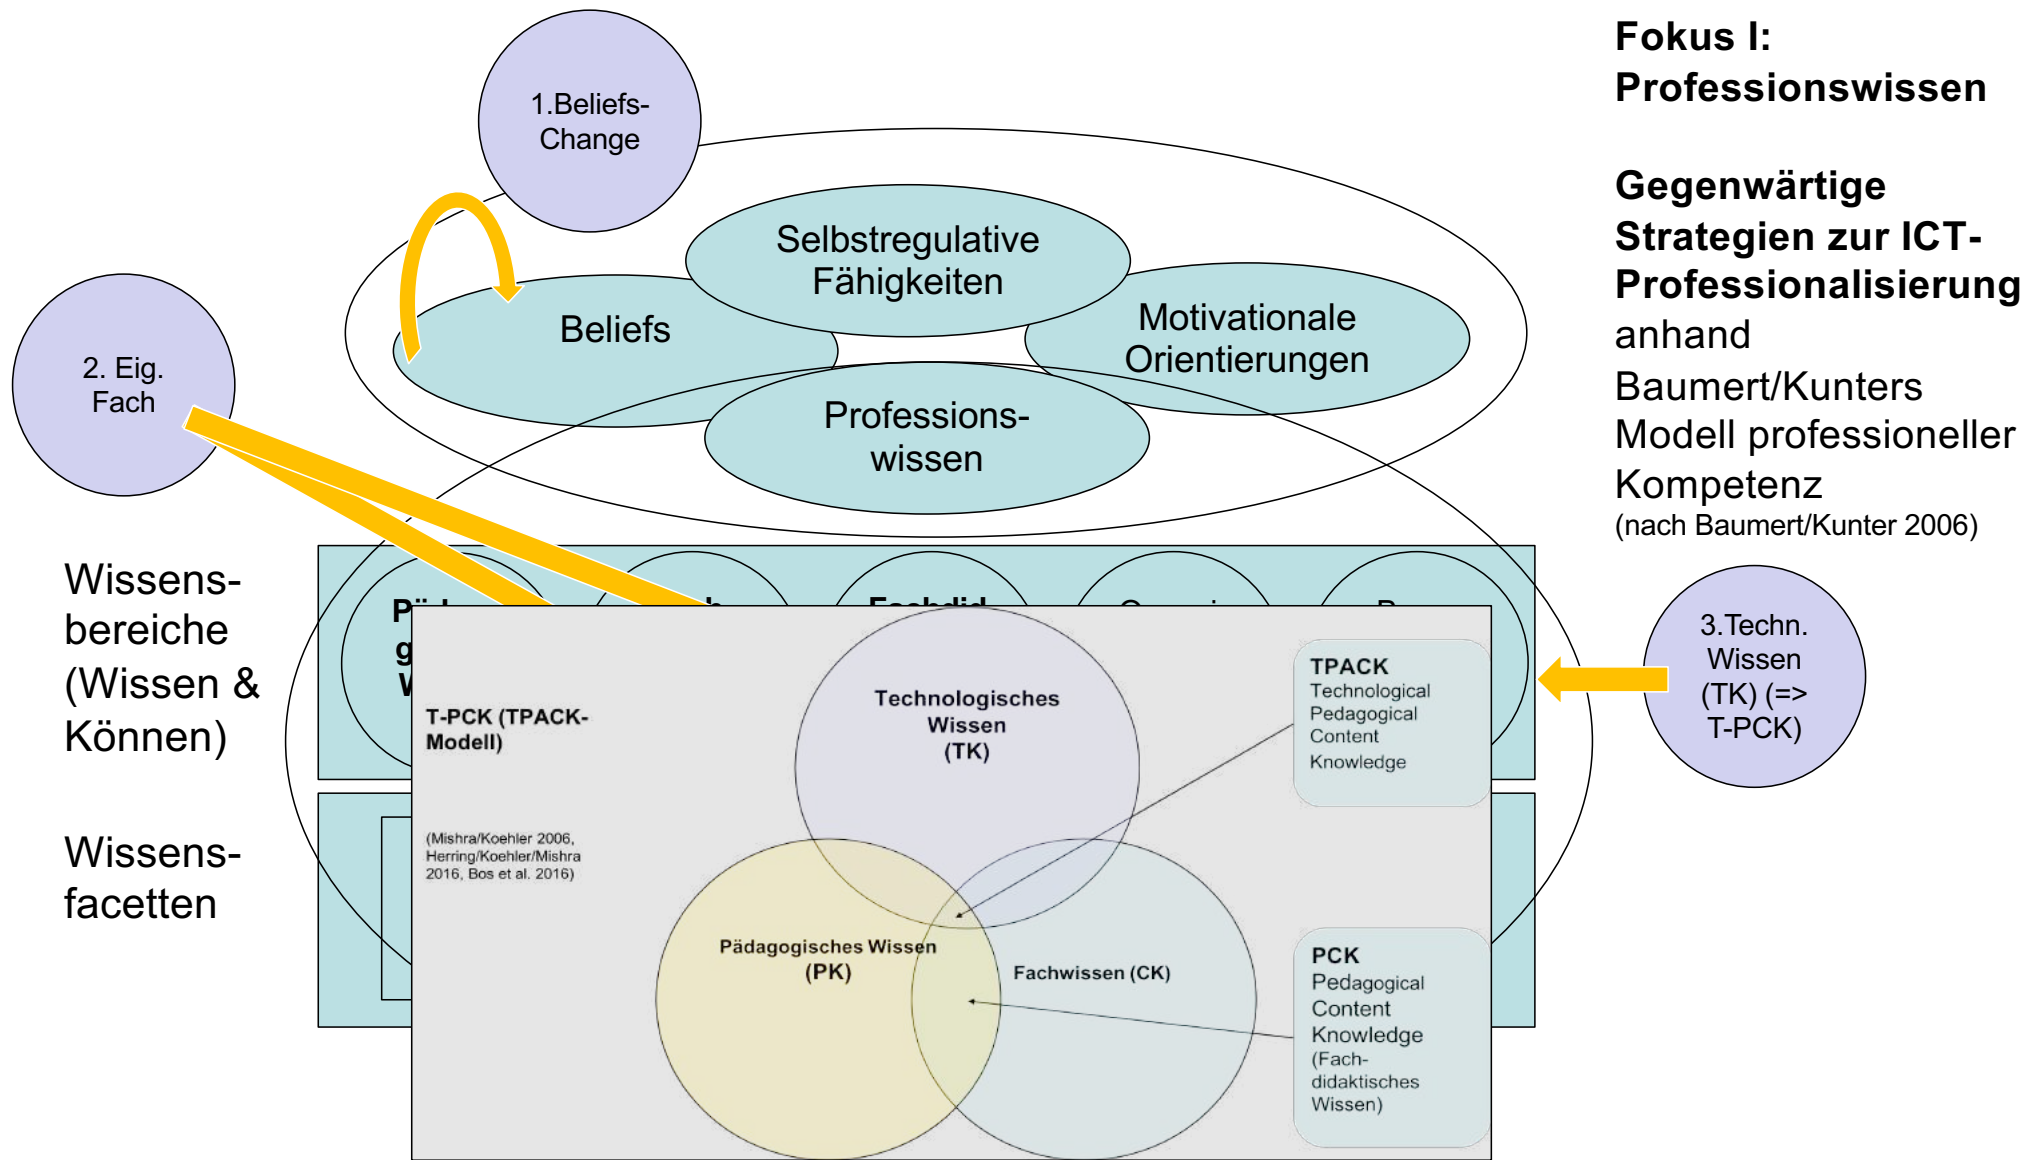 Fokus I:
Professionswissen
Gegenwärtige
Strategien zur ICT-
Professionalisierung
anhand
Baumert/Kunters
Modell professioneller
Kompetenz
(nach Baumert/Kunter 2006)
1.Beliefs-
Change
Selbstregulative
Fähigkeiten
Beliefs
Motivationale
Orientierungen
Professions-
wissen
2. Eig.
Fach
Wissens-
bereiche
(Wissen &
Können)
3.Techn.
Wissen
(TK) (=>
T-PCK)
Wissens-
facetten
T-PCK (TPACK-
Modell)
(Mishra/Koehler 2006,
Herring/Koehler/Mishra
2016, Bos et al. 2016)
Technologisches
Wissen
(TK)
Pädagogisches Wissen
(PK)
Fachwissen (CK)
TPACK
Technological
Pedagogical
Content
Knowledge
PCK
Pedagogical
Content
Knowledge
(Fach-
didaktisches
Wissen)